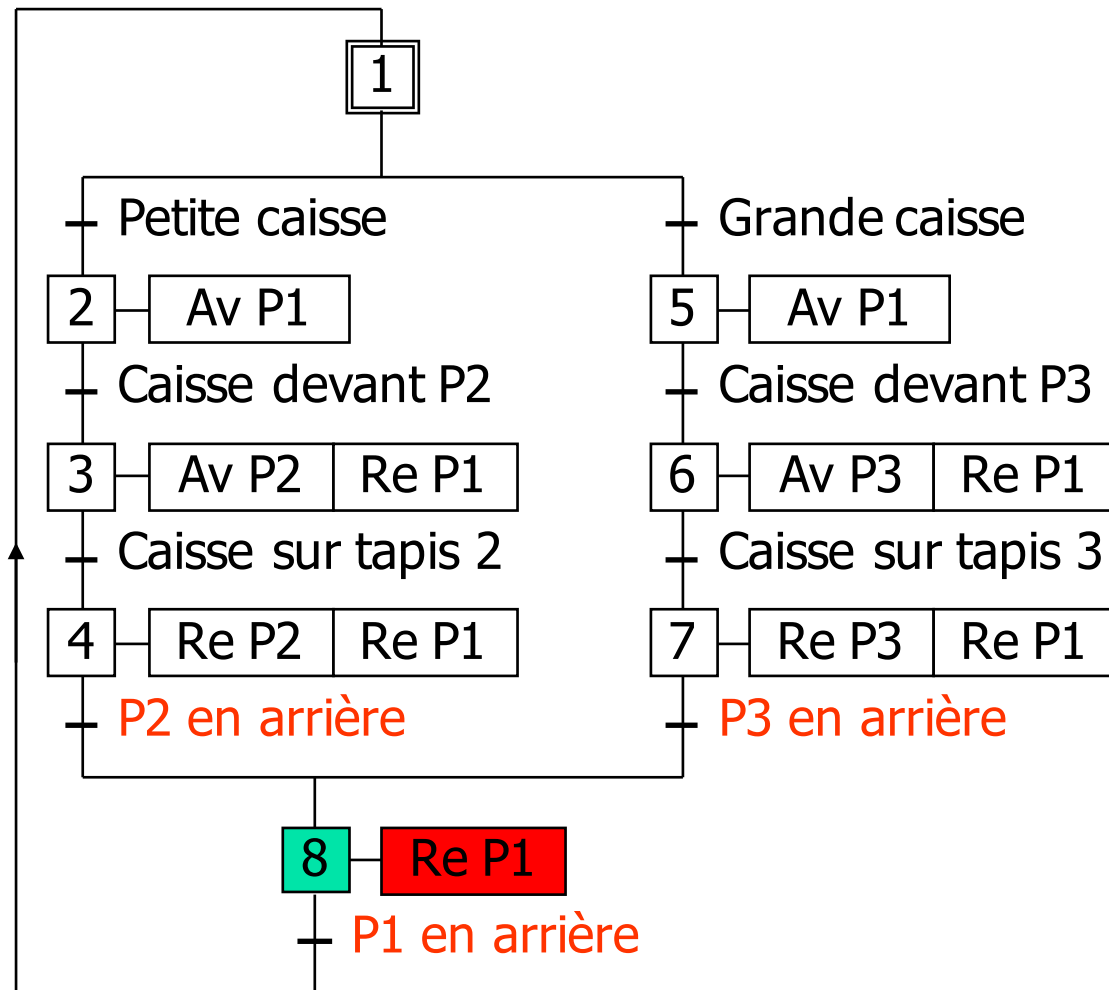 1
Petite caisse
Grande caisse
2
Av P1
5
Av P1
Caisse devant P2
Caisse devant P3
3
Av P2
Re P1
6
Av P3
Re P1
Caisse sur tapis 2
Caisse sur tapis 3
4
Re P2
Re P1
7
Re P3
Re P1
P2 en arrière
P3 en arrière
8
Re P1
P1 en arrière